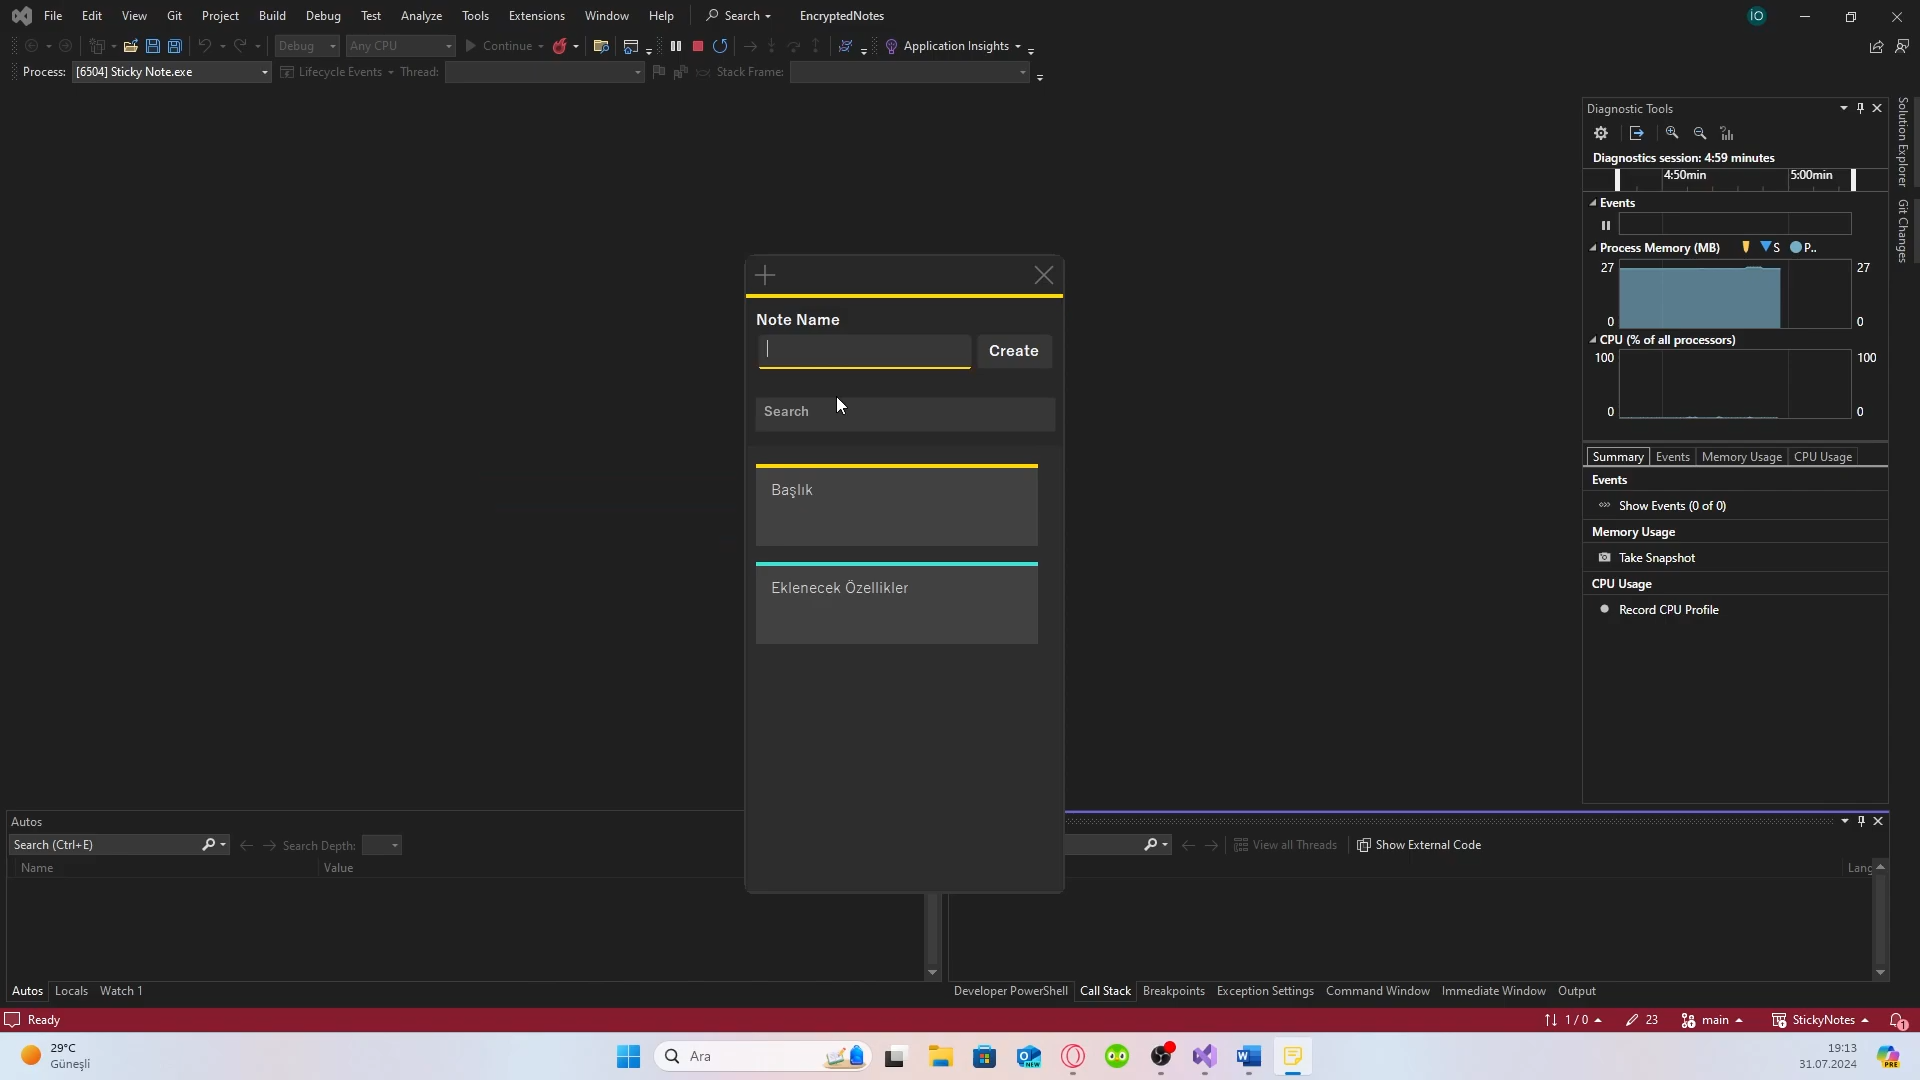 File Edit View Git Project Build Debug Test Analyze Tools Extensions Window Help Search EncryptedNotes IO
Debug Any CPU Continue Application Insights
Process: [6504] Sticky Note.exe Lifecycle Events Thread: Stack Frame:
Diagnostic Tools
Diagnostics session: 4:59 minutes
4:50min 5:00min
Events
Process Memory (MB) S P..
27 27
0 0
CPU (% of all processors)
100 100
0 0
Summary Events Memory Usage CPU Usage
Events
Show Events (0 of 0)
Memory Usage
Take Snapshot
CPU Usage
Record CPU Profile
Solution Explorer
Git Changes
Note Name
Create
Search
Başlık
Eklenecek Özellikler
Autos
Search (Ctrl+E) Search Depth:
Name Value
View all Threads Show External Code
Lang
Autos Locals Watch 1
Developer PowerShell Call Stack Breakpoints Exception Settings Command Window Immediate Window Output
Ready 1 / 0 23 main StickyNotes 1
29°C
Güneşli
Ara
NEW
PRE
19:13
31.07.2024